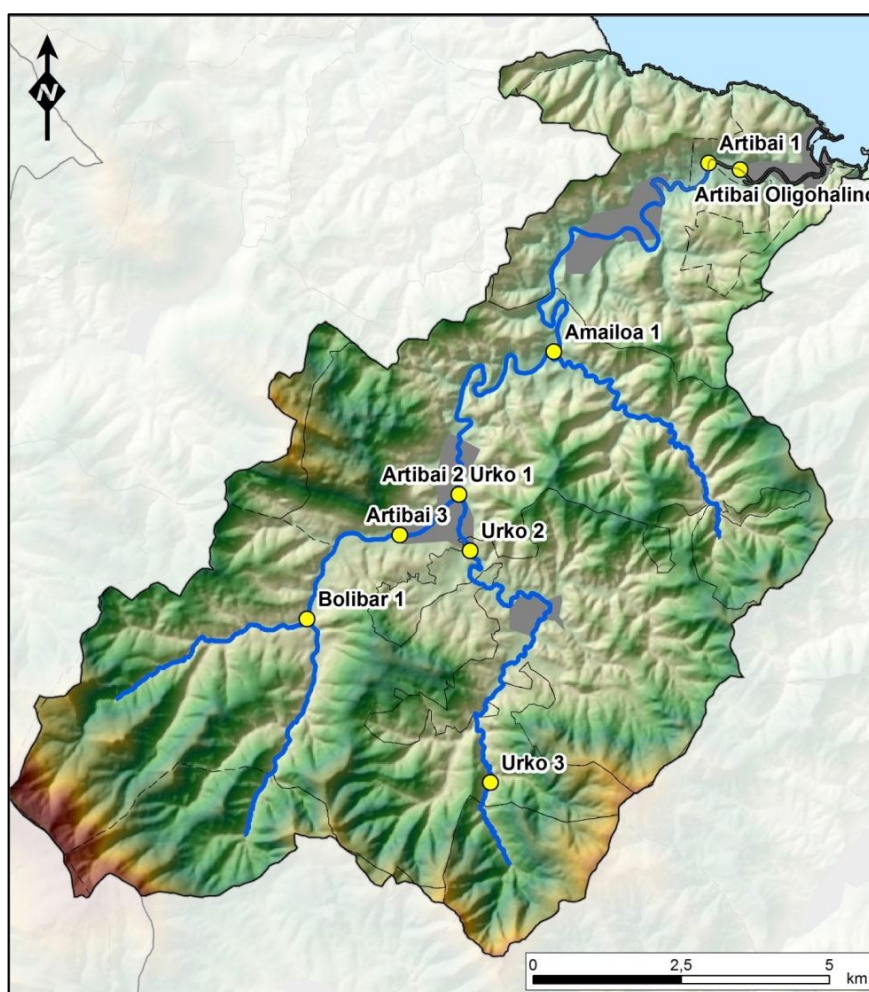 N
Artibai 1
Artibai Oligohalino
Amailoa 1
Artibai 2 Urko 1
Artibai 3
Urko 2
Bolibar 1
Urko 3
0 2,5 5
km